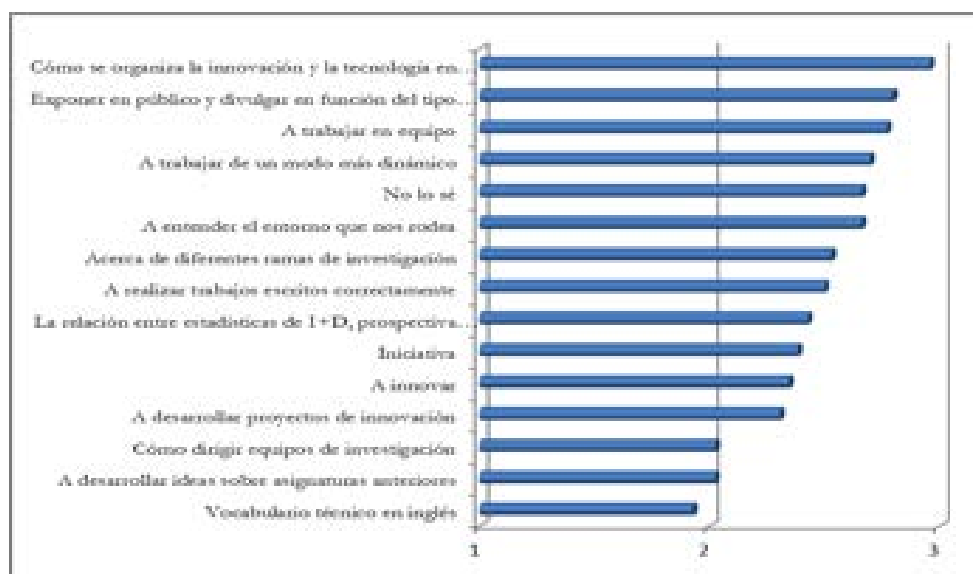 Cómo se organiza la innovación y la tecnología en...
Exponer en público y divulgar en función del tipo...
A trabajar en equipo
A trabajar de un modo más dinámico
No lo sé
A entender el entorno que nos rodea
Acerca de diferentes ramas de investigación
A realizar trabajos escritos correctamente
La relación entre estadísticas de I+D, prospectiva...
Iniciativa
A innovar
A desarrollar proyectos de innovación
Cómo dirigir equipos de investigación
A desarrollar ideas sobre asignaturas anteriores
Vocabulario técnico en inglés
1 2 3